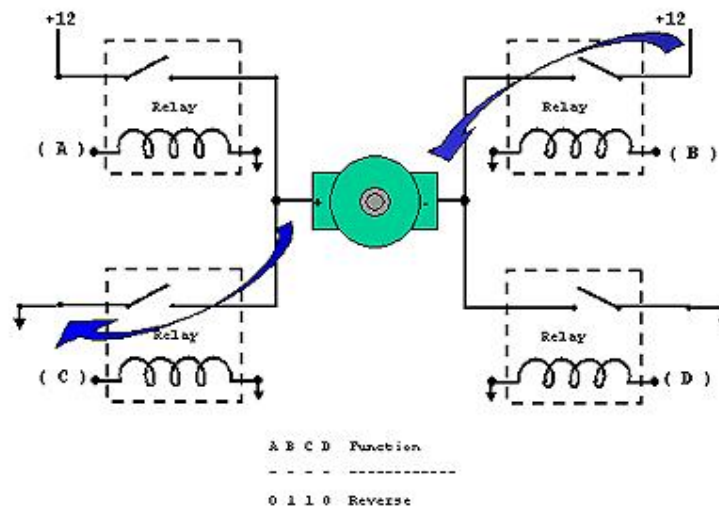 +12 +12
Relay Relay
( A ) ( B )
+ -
Relay Relay
( C ) ( D )
A B C D Function
- - - - ------------
0 1 1 0 Reverse